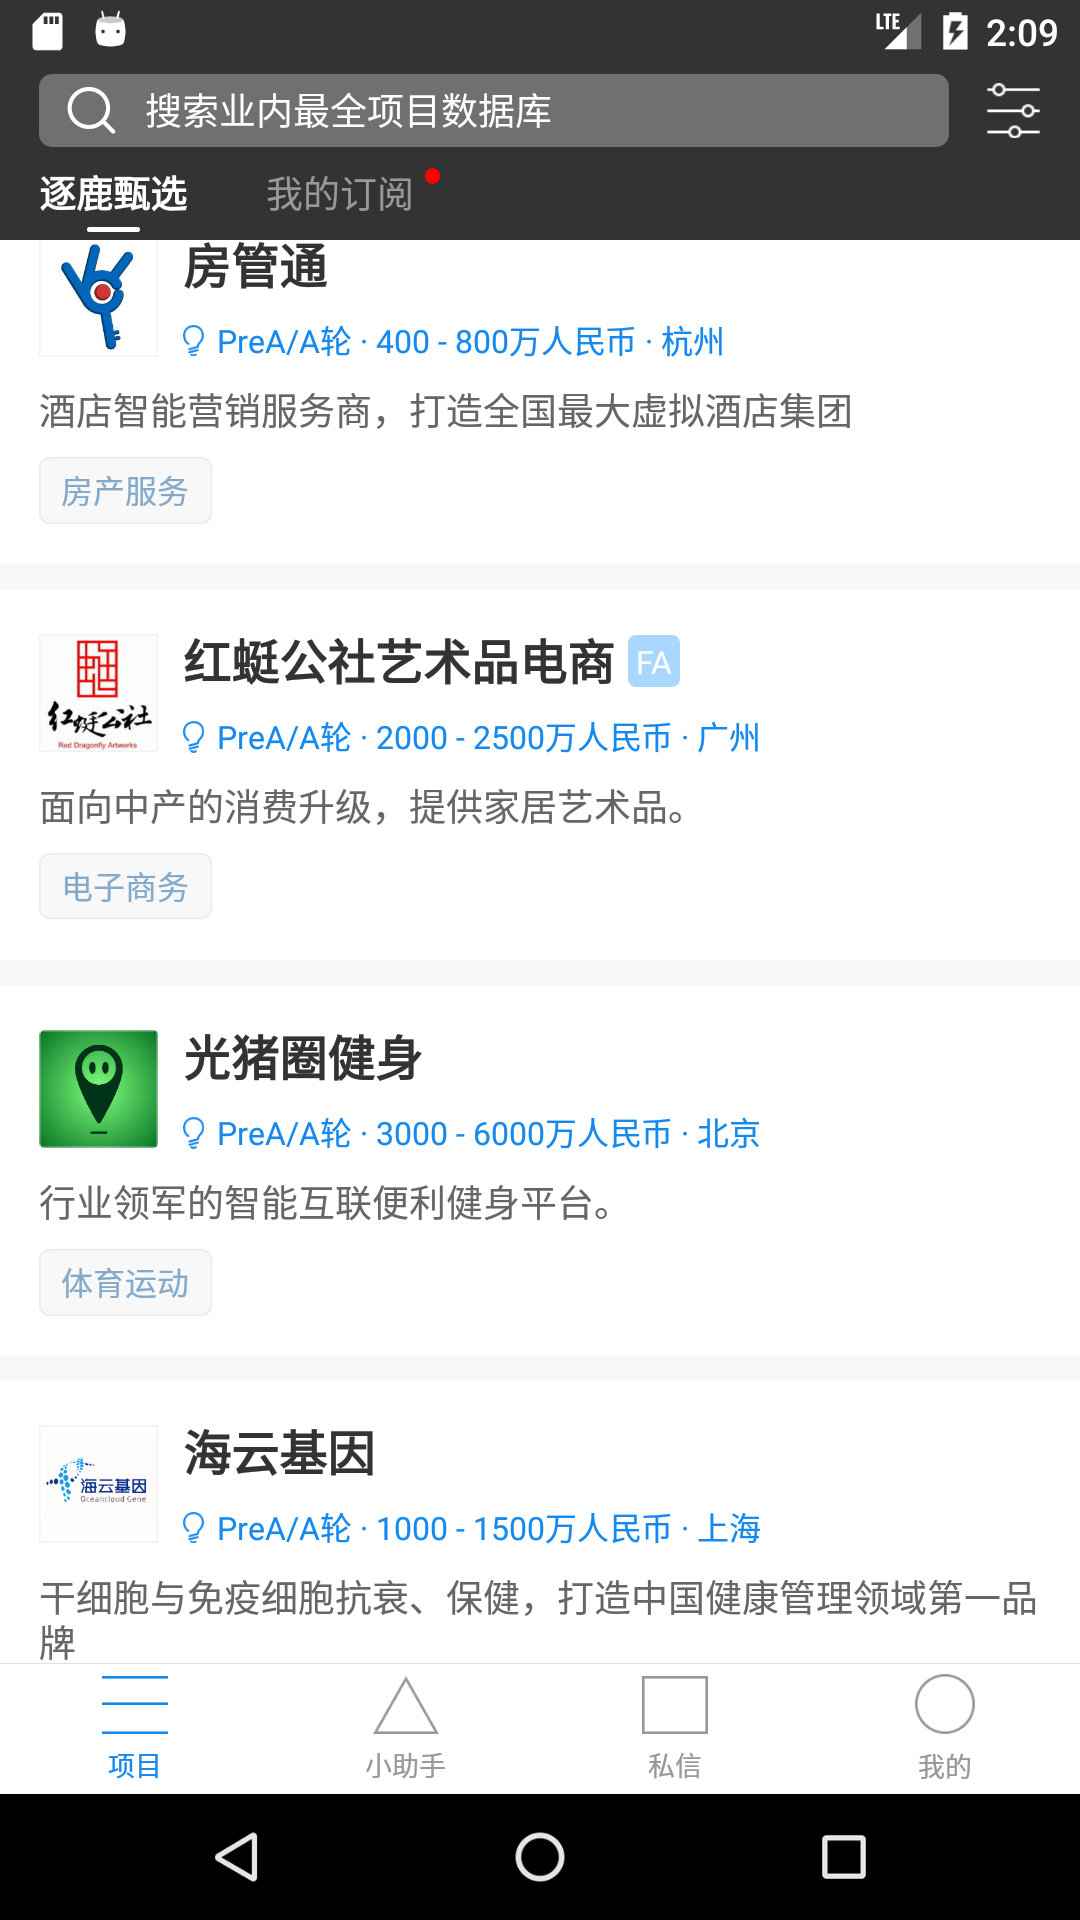 LTE 2:09
搜索业内最全项目数据库
逐鹿甄选 我的订阅
房管通
PreA/A轮 · 400 - 800万人民币 · 杭州
酒店智能营销服务商，打造全国最大虚拟酒店集团
房产服务
红蜓公社艺术品电商 FA
红蜓公社
Red Dragonfly Artworks
PreA/A轮 · 2000 - 2500万人民币 · 广州
面向中产的消费升级，提供家居艺术品。
电子商务
光猪圈健身
PreA/A轮 · 3000 - 6000万人民币 · 北京
行业领军的智能互联便利健身平台。
体育运动
海云基因
海云基因
Oceancloud Gene
PreA/A轮 · 1000 - 1500万人民币 · 上海
干细胞与免疫细胞抗衰、保健，打造中国健康管理领域第一品
牌
项目 小助手 私信 我的